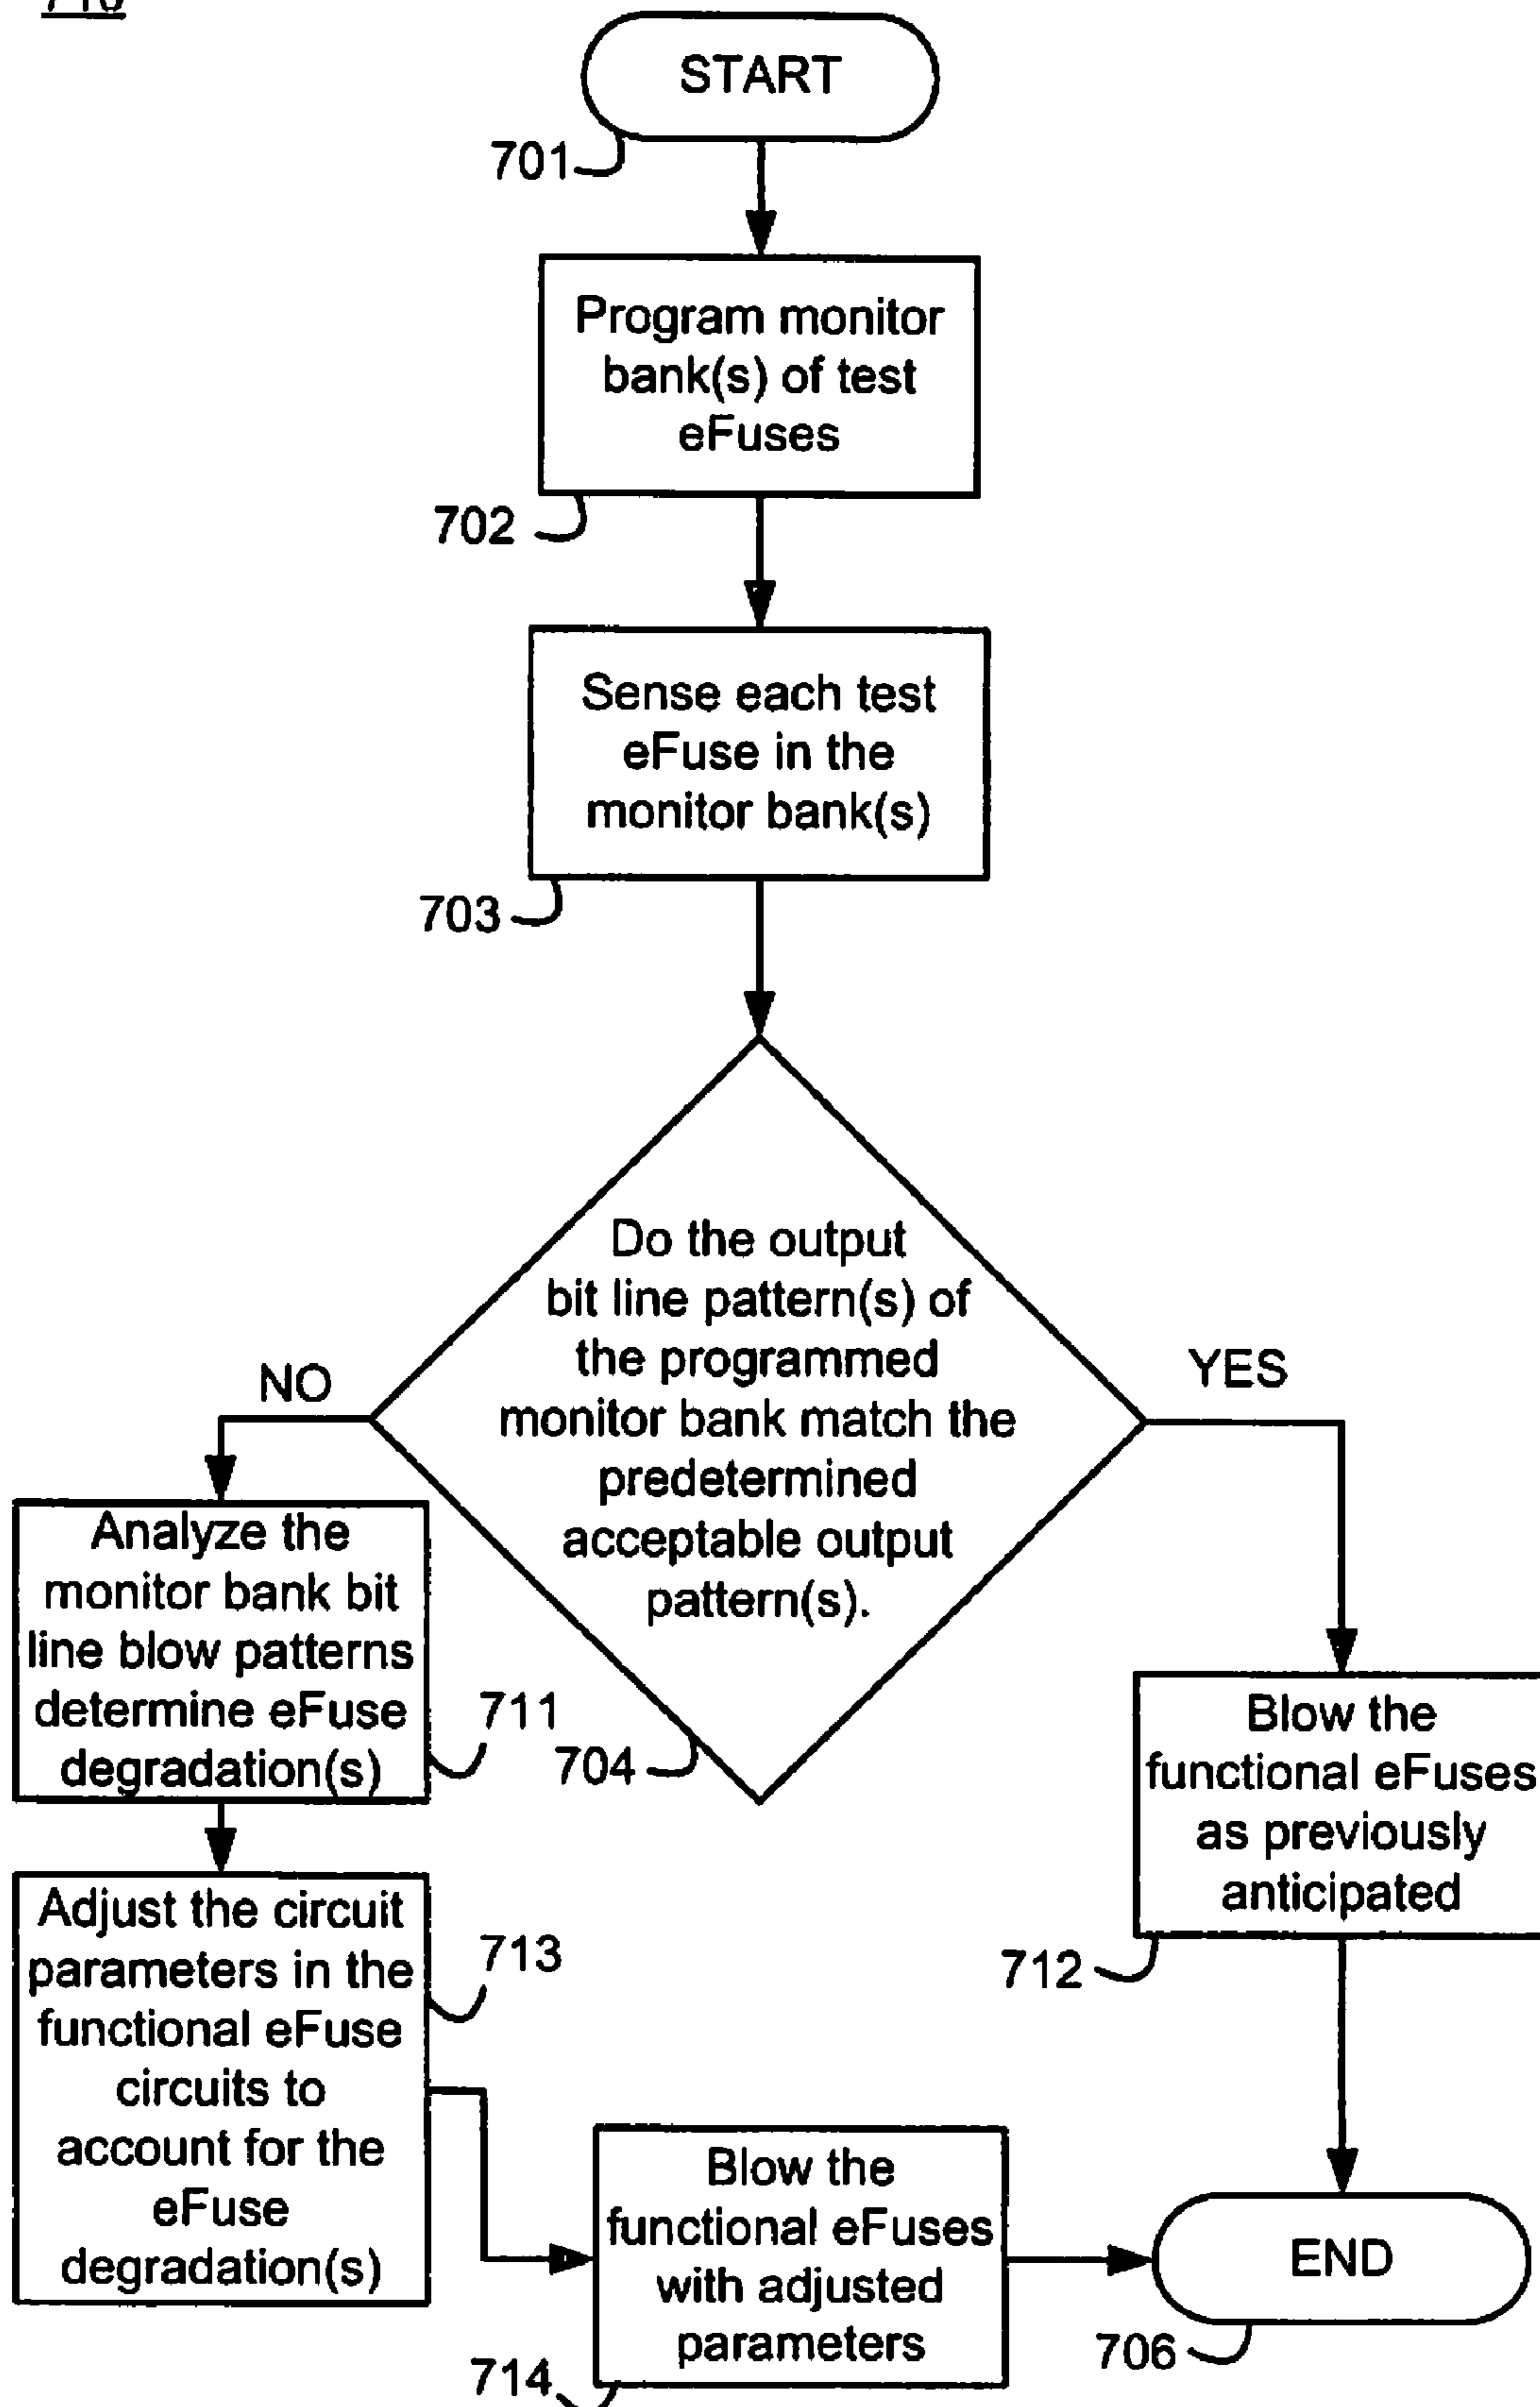 START
701
Program monitor
bank(s) of test
eFuses
702
Sense each test
eFuse in the
monitor bank(s)
703
Do the output
bit line pattern(s) of
the programmed
monitor bank match the
predetermined
acceptable output
pattern(s).
704
NO
YES
Analyze the
monitor bank bit
line blow patterns
determine eFuse
degradation(s)
711
Blow the
functional eFuses
as previously
anticipated
712
Adjust the circuit
parameters in the
functional eFuse
circuits to
account for the
eFuse
degradation(s)
713
Blow the
functional eFuses
with adjusted
parameters
714
END
706